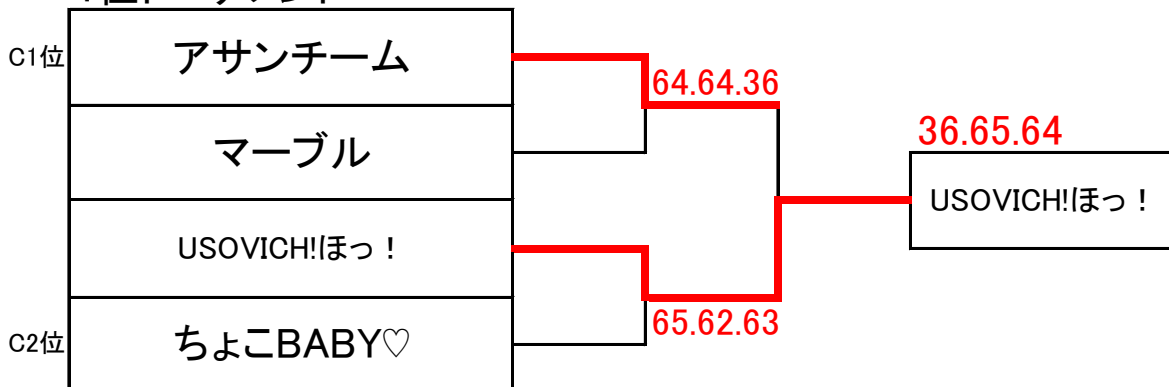 C1位
アサンチーム
64.64.36
マーブル
36.65.64
USOVICH!ほっ！
USOVICH!ほっ！
65.62.63
C2位
ちょこBABY♡